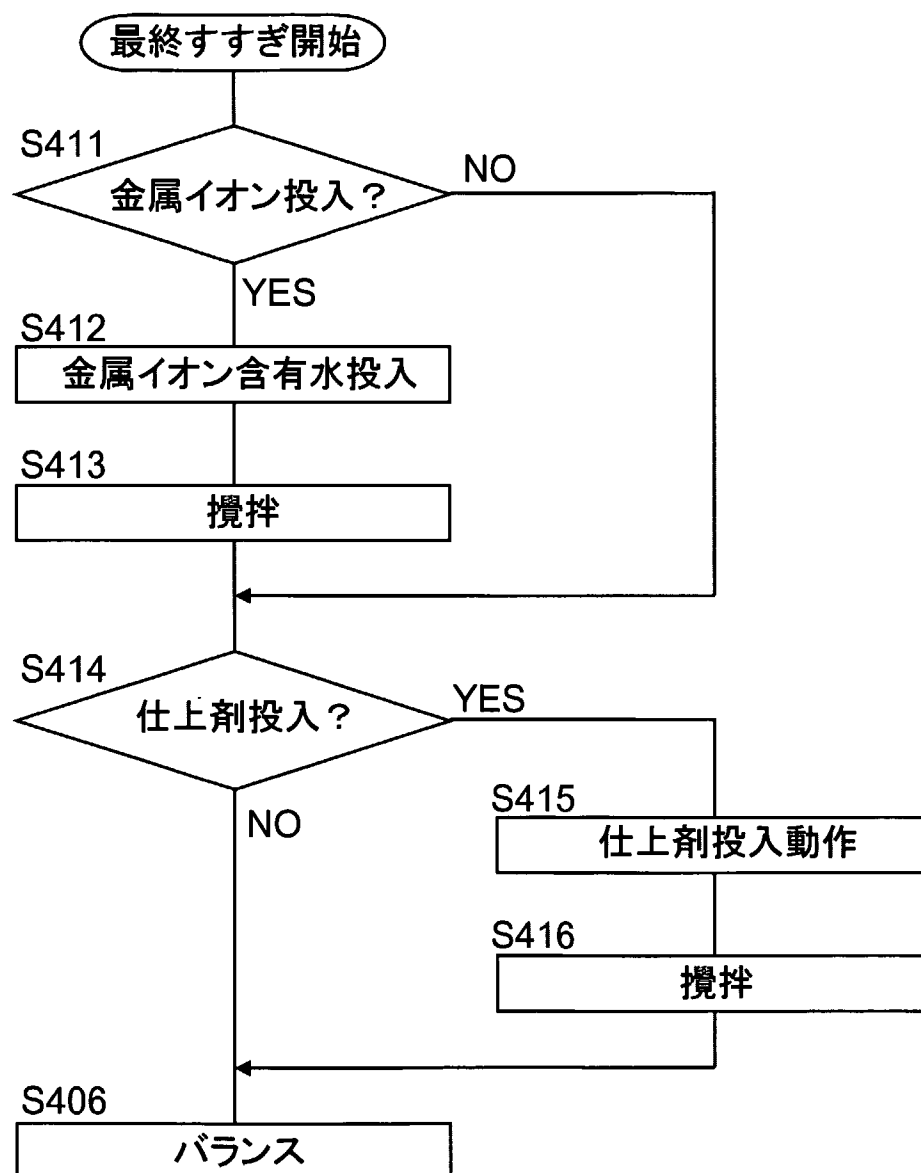 最終すすぎ開始
S411
金属イオン投入？
NO
YES
S412
金属イオン含有水投入
S413
攪拌
S414
仕上剤投入？
YES
NO
S415
仕上剤投入動作
S416
攪拌
S406
バランス